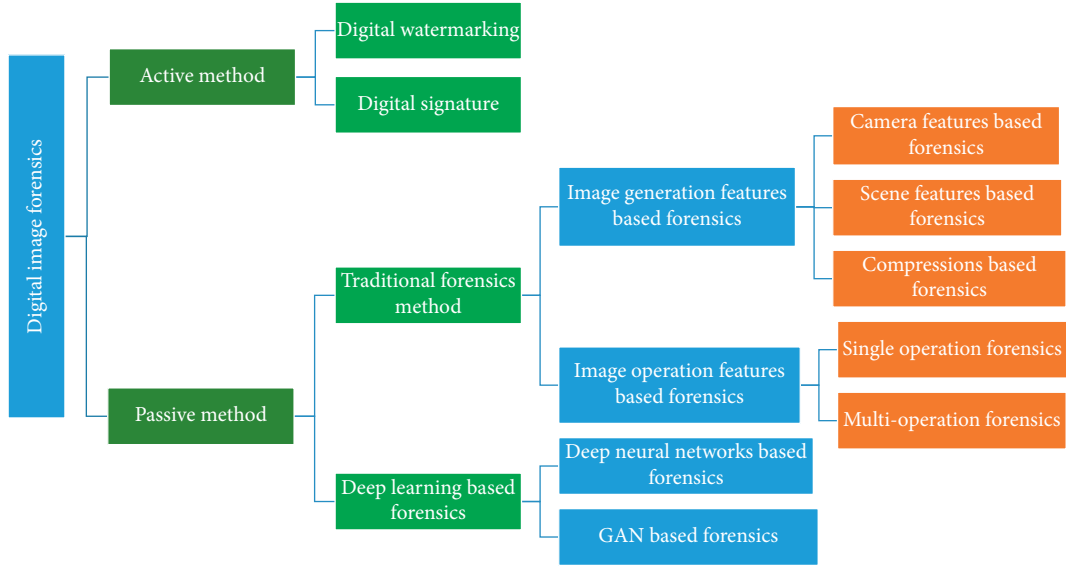 Digital image forensics
Active method
Digital watermarking
Digital signature
Passive method
Traditional forensics
method
Image generation features
based forensics
Camera features based
forensics
Scene features based
forensics
Compressions based
forensics
Image operation features
based forensics
Single operation forensics
Multi-operation forensics
Deep learning based
forensics
Deep neural networks based
forensics
GAN based forensics